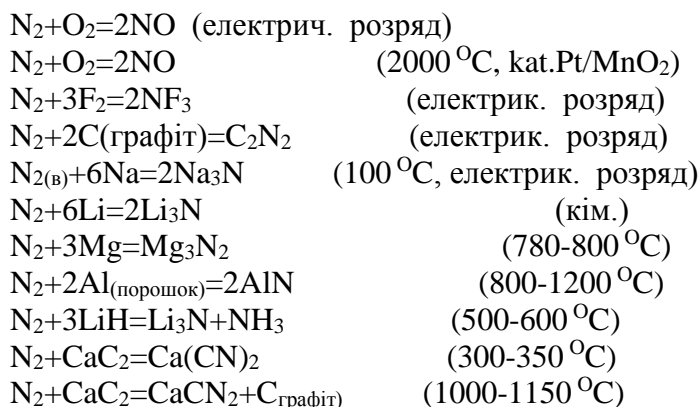 N₂+O₂=2NO (електрич. розряд)
N₂+O₂=2NO (2000 ᴼC, kat.Pt/MnO₂)
N₂+3F₂=2NF₃ (електрик. розряд)
N₂+2C(графіт)=C₂N₂ (електрик. розряд)
N₂₍в₎+6Na=2Na₃N (100 ᴼC, електрик. розряд)
N₂+6Li=2Li₃N (кім.)
N₂+3Mg=Mg₃N₂ (780-800 ᴼC)
N₂+2Al(порошок)=2AlN (800-1200 ᴼC)
N₂+3LiH=Li₃N+NH₃ (500-600 ᴼC)
N₂+CaC₂=Ca(CN)₂ (300-350 ᴼC)
N₂+CaC₂=CaCN₂+Cграфіт) (1000-1150 ᴼC)